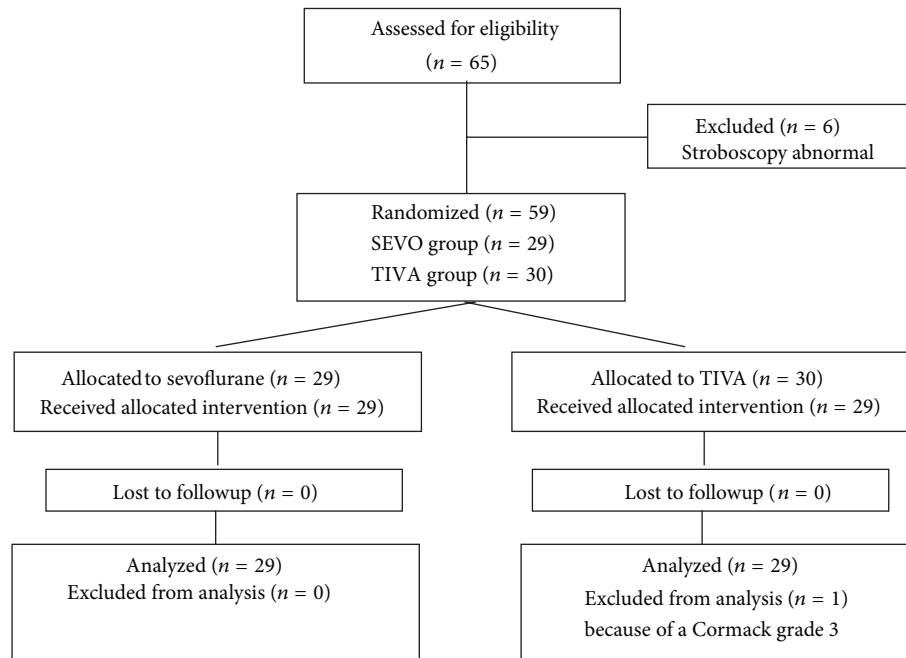 Assessed for eligibility
(n = 65)
Excluded (n = 6)
Stroboscopy abnormal
Randomized (n = 59)
SEVO group (n = 29)
TIVA group (n = 30)
Allocated to sevoflurane (n = 29)
Received allocated intervention (n = 29)
Allocated to TIVA (n = 30)
Received allocated intervention (n = 29)
Lost to followup (n = 0)
Lost to followup (n = 0)
Analyzed (n = 29)
Excluded from analysis (n = 0)
Analyzed (n = 29)
Excluded from analysis (n = 1)
because of a Cormack grade 3